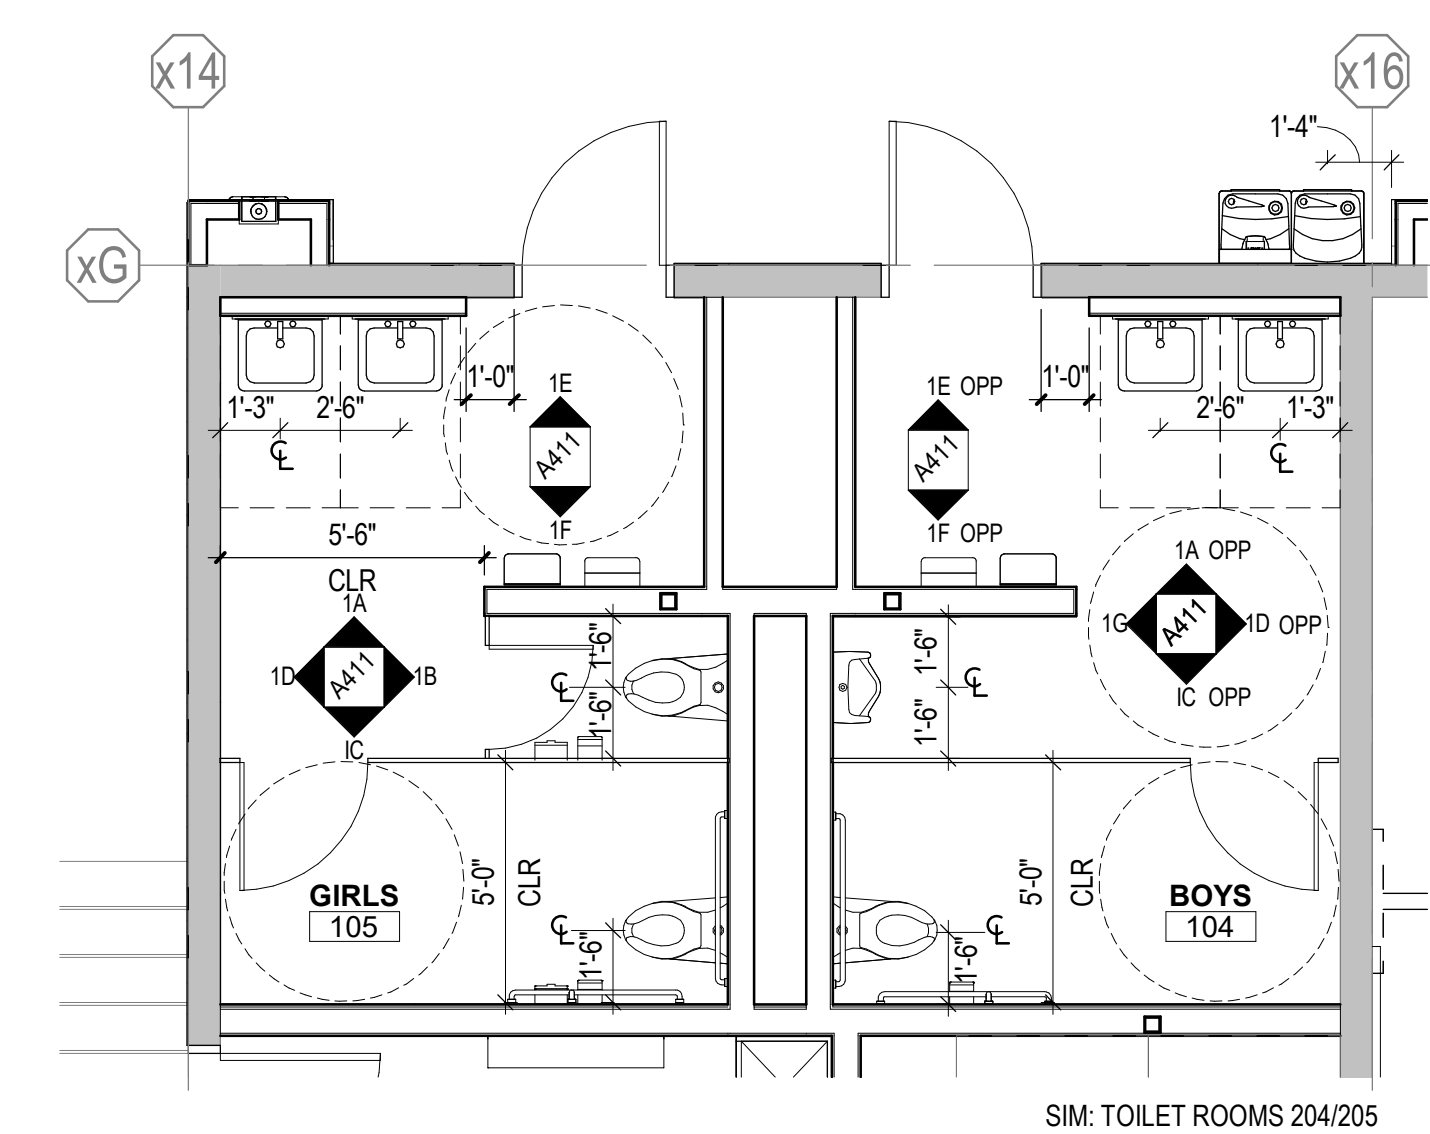 x14
x16
1'-4"
xG
1'-0"
1E
1E OPP
1'-0"
1'-3"
2'-6"
A411
A411
2'-6"
1'-3"
℄
℄
1F
1F OPP
5'-6"
CLR
1A
1A OPP
1D
A411
1B
1'-6"
1'-6"
1G
A411
1D OPP
℄
℄
1'-6"
1'-6"
IC
IC OPP
5'-0"
CLR
5'-0"
CLR
GIRLS
105
BOYS
104
℄
℄
1'-6"
1'-6"
SIM: TOILET ROOMS 204/205